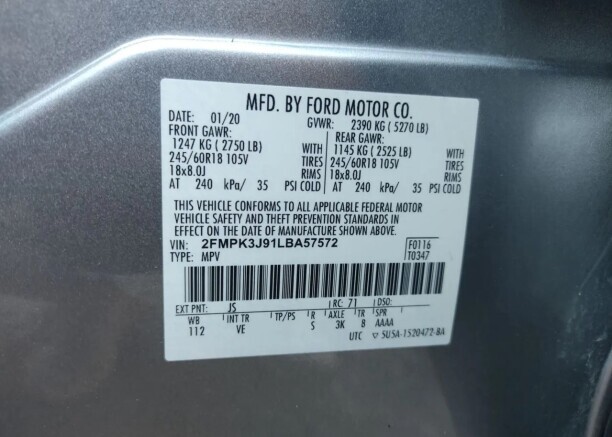 MFD. BY FORD MOTOR CO.
DATE: 01/20 GVWR: 2390 KG ( 5270 LB)
FRONT GAWR: REAR GAWR:
1247 KG ( 2750 LB) WITH 1145 KG ( 2525 LB) WITH
245/60R18 105V TIRES 245/60R18 105V TIRES
18x8.0J RIMS 18x8.0J RIMS
AT 240 kPa/ 35 PSI COLD AT 240 kPa/ 35 PSI COLD
THIS VEHICLE CONFORMS TO ALL APPLICABLE FEDERAL MOTOR
VEHICLE SAFETY AND THEFT PREVENTION STANDARDS IN
EFFECT ON THE DATE OF MANUFACTURE SHOWN ABOVE.
VIN: 2FMPK3J91LBA57572 F0116
TYPE: MPV T0347
EXT PNT: JS RC: 71 DSO:
WB INT TR TP/PS R AXLE TR SPR
112 VE S 3K 8 AAAA
UTC ▽ 5U5A-1520472-BA